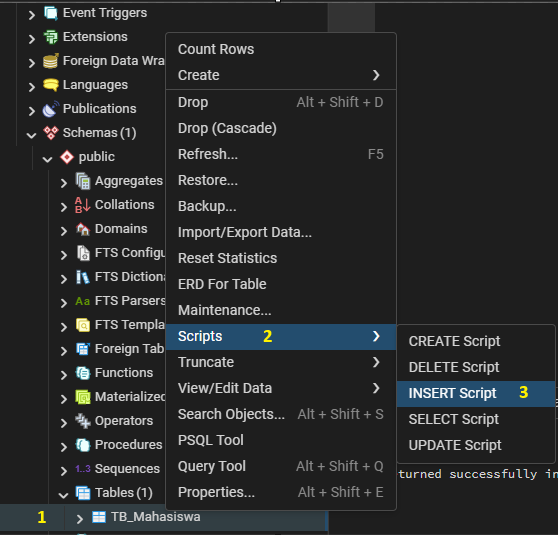 Event Triggers
Extensions
Foreign Data Wra
Languages
Publications
Schemas (1)
public
Aggregates
Collations
Domains
FTS Configu
FTS Dictiona
FTS Parsers
FTS Templa
Foreign Tab
Functions
Materialized
Operators
Procedures
1..3 Sequences
Tables (1)
1 TB_Mahasiswa
Count Rows
Create
Drop Alt + Shift + D
Drop (Cascade)
Refresh... F5
Restore...
Backup...
Import/Export Data...
Reset Statistics
ERD For Table
Maintenance...
Scripts 2
Truncate
View/Edit Data
Search Objects... Alt + Shift + S
PSQL Tool
Query Tool Alt + Shift + Q
Properties... Alt + Shift + E
CREATE Script
DELETE Script
INSERT Script 3
SELECT Script
UPDATE Script
turned successfully in